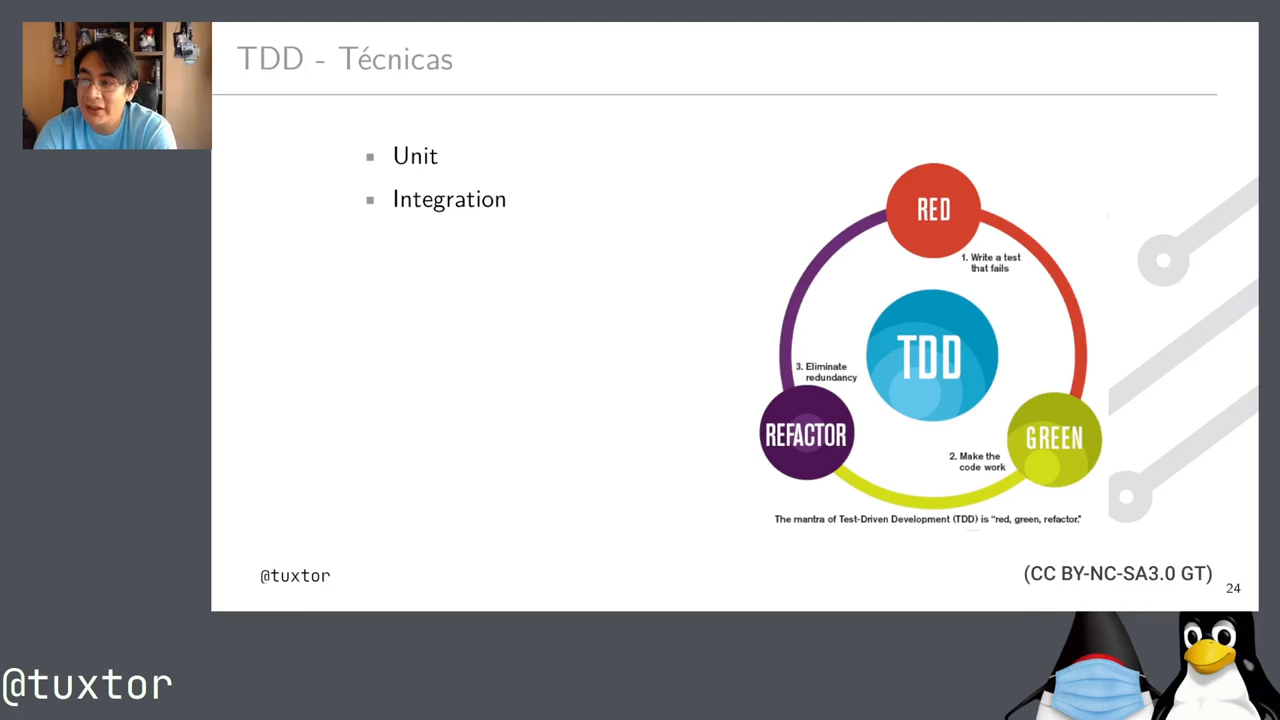 TDD - Técnicas
Unit
Integration
RED
1. Write a test
that fails
TDD
3. Eliminate
redundancy
REFACTOR
GREEN
2. Make the
code work
The mantra of Test-Driven Development (TDD) is “red, green, refactor.”
@tuxtor
(CC BY-NC-SA3.0 GT)
24
@tuxtor